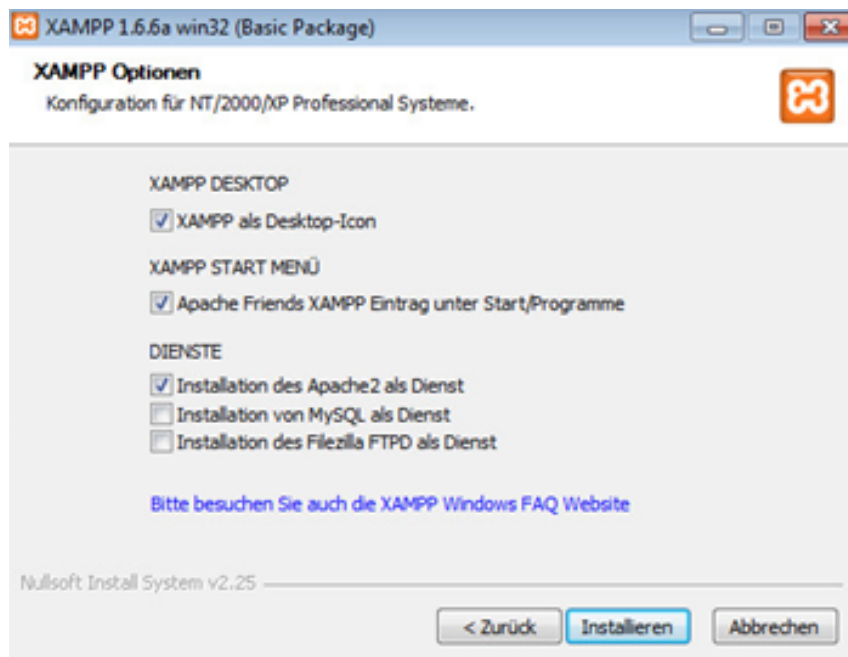 XAMPP 1.6.6a win32 (Basic Package)
XAMPP Optionen
Konfiguration für NT/2000/XP Professional Systeme.
XAMPP DESKTOP
XAMPP als Desktop-Icon
XAMPP START MENÜ
Apache Friends XAMPP Eintrag unter Start/Programme
DIENSTE
Installation des Apache2 als Dienst
Installation von MySQL als Dienst
Installation des Filezilla FTPD als Dienst
Bitte besuchen Sie auch die XAMPP Windows FAQ Website
Nullsoft Install System v2.25
< Zurück Installieren Abbrechen